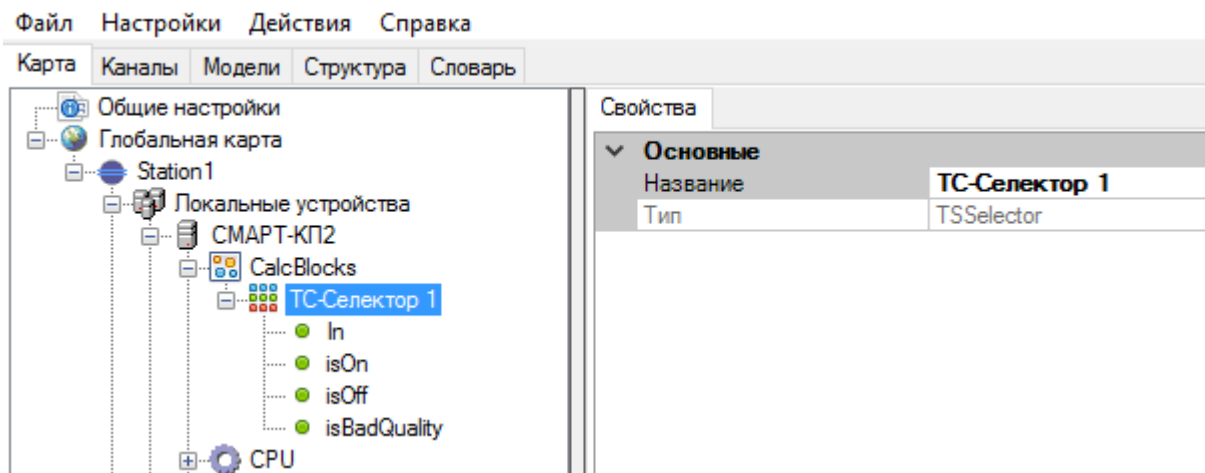 Файл Настройки Действия Справка
Карта Каналы Модели Структура Словарь
Общие настройки
Глобальная карта
Station1
Локальные устройства
СМАРТ-КП2
CalcBlocks
ТС-Селектор 1
In
isOn
isOff
isBadQuality
CPU
Свойства
Основные
Название ТС-Селектор 1
Тип TSSelector